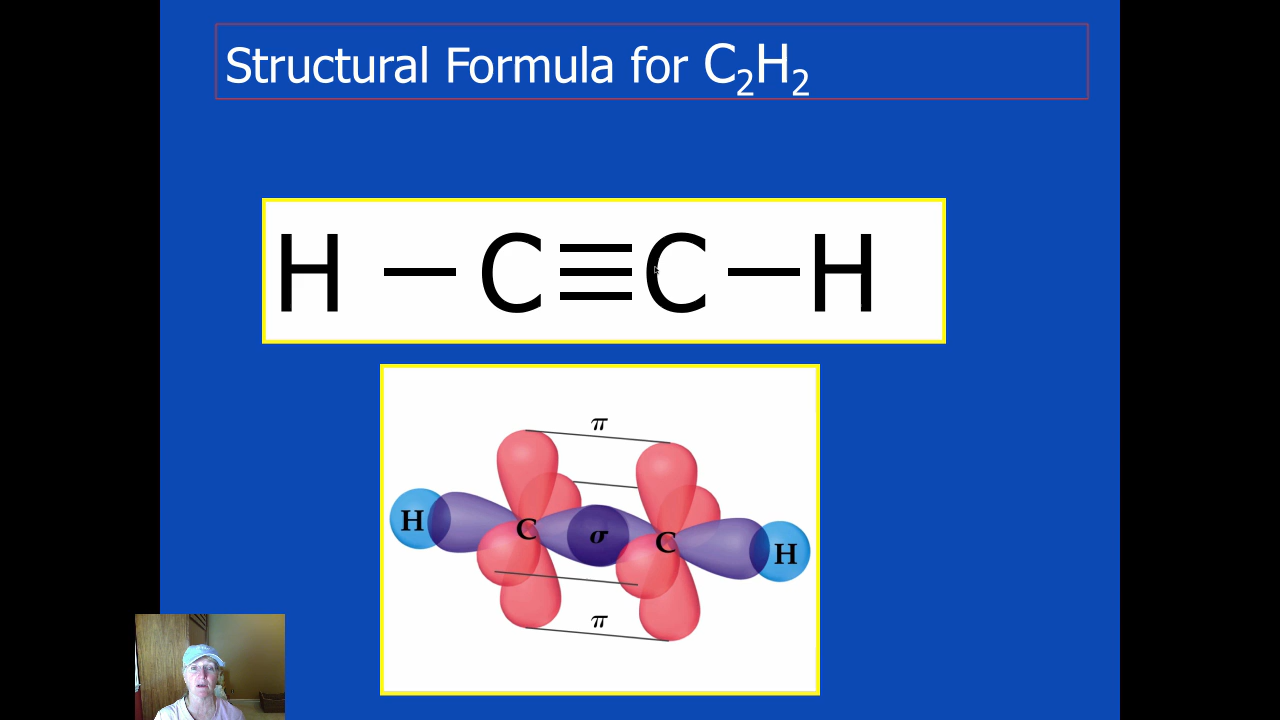 Structural Formula for C₂H₂
H — C≡C — H
π
H C σ C H
π